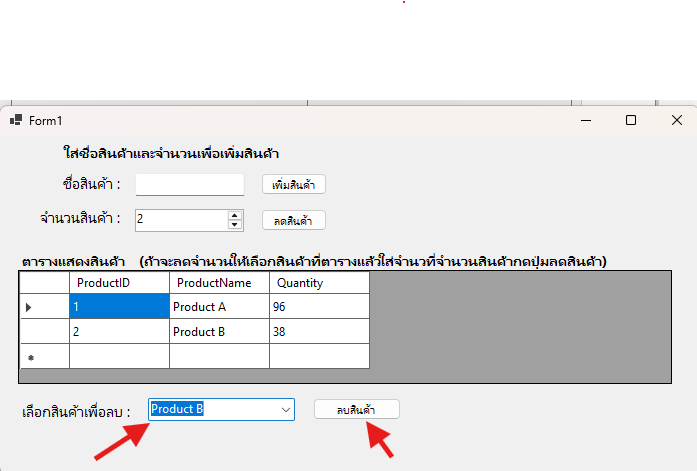 Form1
ใส่ชื่อสินค้าและจำนวนเพื่อเพิ่มสินค้า
ชื่อสินค้า : เพิ่มสินค้า
จำนวนสินค้า : 2 ลดสินค้า
ตารางแสดงสินค้า (ถ้าจะลดจำนวนให้เลือกสินค้าที่ตารางแล้วใส่จำนวที่จำนวนสินค้ากดปุ่มลดสินค้า)
ProductID ProductName Quantity
1 Product A 96
2 Product B 38
เลือกสินค้าเพื่อลบ : Product B ลบสินค้า